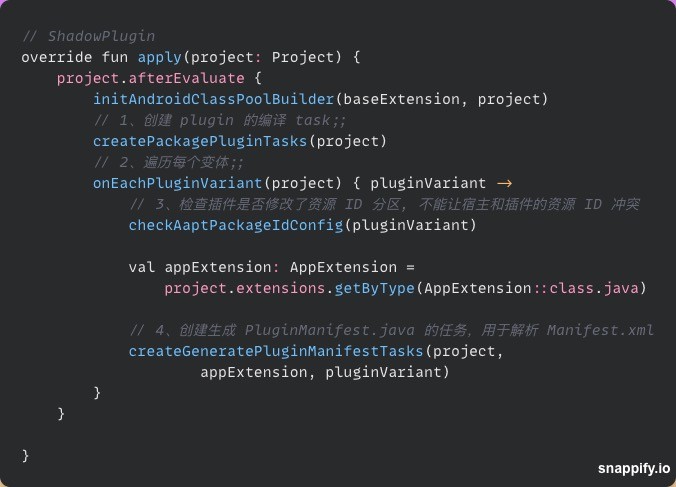 // ShadowPlugin
override fun apply(project: Project) {
    project.afterEvaluate {
        initAndroidClassPoolBuilder(baseExtension, project)
        // 1、创建 plugin 的编译 task;;
        createPackagePluginTasks(project)
        // 2、遍历每个变体;;
        onEachPluginVariant(project) { pluginVariant ->
            // 3、检查插件是否修改了资源 ID 分区, 不能让宿主和插件的资源 ID 冲突
            checkAaptPackageIdConfig(pluginVariant)

            val appExtension: AppExtension =
                project.extensions.getByType(AppExtension::class.java)

            // 4、创建生成 PluginManifest.java 的任务，用于解析 Manifest.xml
            createGeneratePluginManifestTasks(project,
                    appExtension, pluginVariant)
        }
    }

}
snappify.io